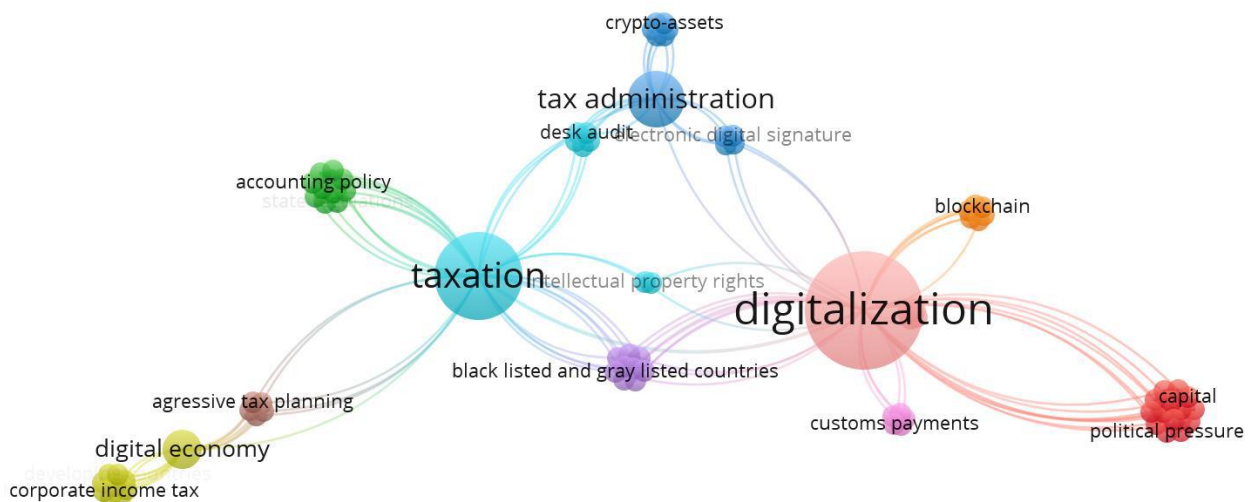 crypto-assets
tax administration
desk audit
electronic digital signature
accounting policy
blockchain
taxation
intellectual property rights
digitalization
black listed and gray listed countries
capital
agressive tax planning
customs payments
political pressure
digital economy
corporate income tax